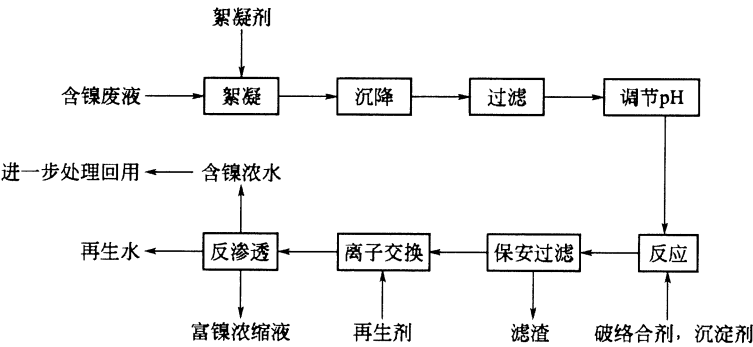 絮凝剂
含镍废液
絮凝
沉降
过滤
调节pH
进一步处理回用
含镍浓水
再生水
反渗透
离子交换
保安过滤
反应
富镍浓缩液
再生剂
滤渣
破络合剂，沉淀剂